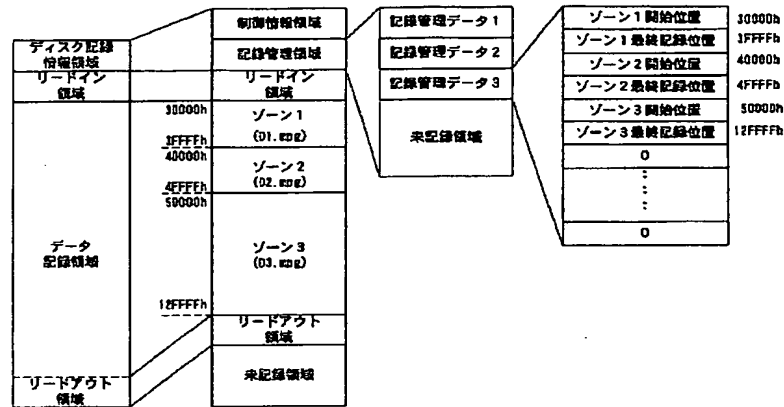 ディスク記録
情報領域
リードイン
領域
データ
記録領域
リードアウト
領域
制御情報領域
記録管理領域
リードイン
領域
30000h
ゾーン1
(D1.mpg)
3FFFFh
40000h
ゾーン2
(D2.mpg)
4FFFFh
50000h
ゾーン3
(D3.mpg)
12FFFFh
リードアウト
領域
未記録領域
記録管理データ1
記録管理データ2
記録管理データ3
未記録領域
ゾーン1開始位置 30000h
ゾーン1最終記録位置 3FFFFh
ゾーン2開始位置 40000h
ゾーン2最終記録位置 4FFFFh
ゾーン3開始位置 50000h
ゾーン3最終記録位置 12FFFFh
0
0